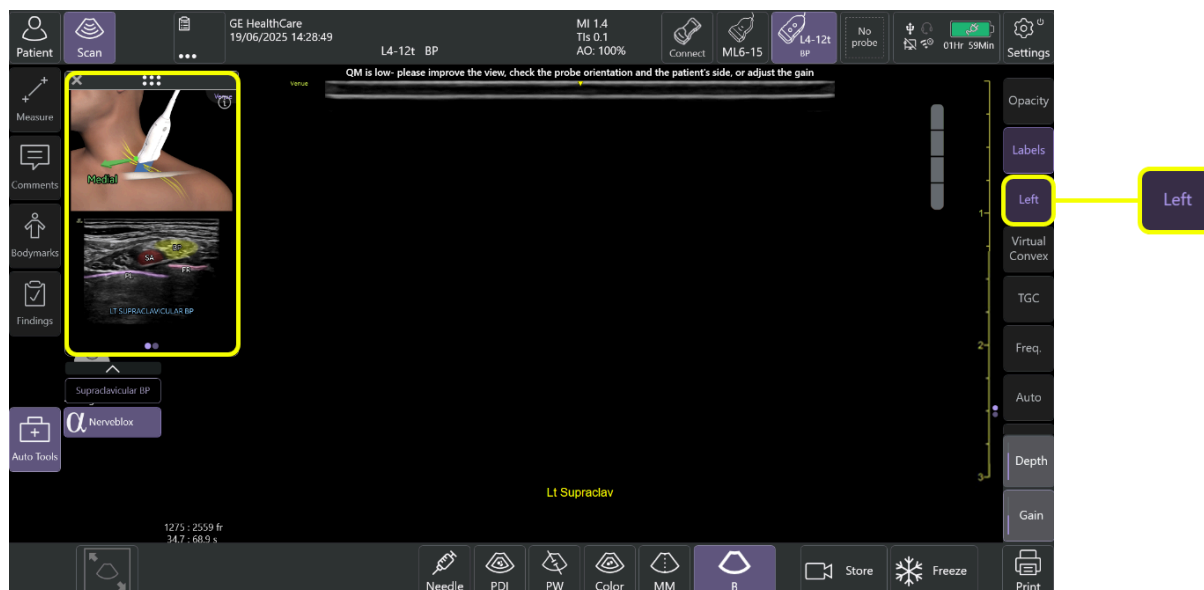 Patient
Scan
GE HealthCare
19/06/2025 14:28:49
L4-12t BP
MI 1.4
TIs 0.1
AO: 100%
Connect
ML6-15
L4-12t
BP
No
probe
01Hr 59Min
Settings
QM is low- please improve the view, check the probe orientation and the patient's side, or adjust the gain
Venue
Measure
Comments
Bodymarks
Findings
Auto Tools
Medial
SA
BP
FR
PL
LT SUPRACLAVICULAR BP
Supraclavicular BP
α Nerveblox
1275 : 2559 fr
34.7 : 68.9 s
Lt Supraclav
1-
2-
3-
Opacity
Labels
Left
Left
Virtual
Convex
TGC
Freq.
Auto
Depth
Gain
Needle
PDI
PW
Color
MM
B
Store
Freeze
Print